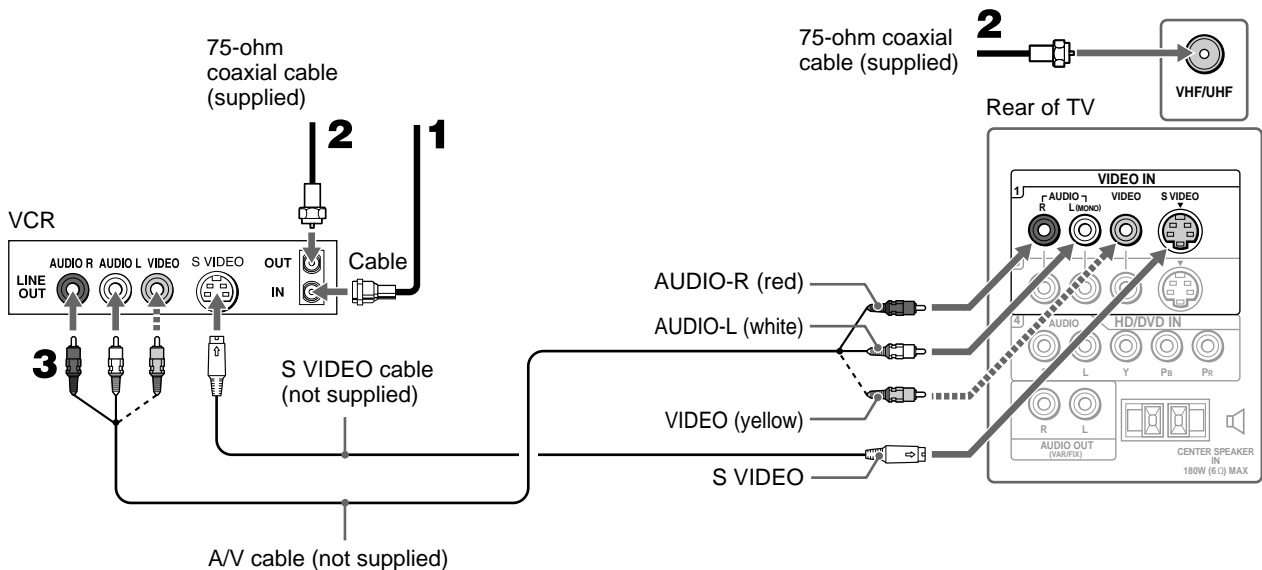 75-ohm
coaxial cable
(supplied)
2
1
75-ohm coaxial
cable (supplied)
2
VHF/UHF
Rear of TV
VIDEO IN
1
AUDIO
R
L (MONO)
VIDEO
S VIDEO
VCR
AUDIO R AUDIO L VIDEO
S VIDEO
OUT
IN
LINE
OUT
Cable
3
AUDIO-R (red)
AUDIO-L (white)
VIDEO (yellow)
S VIDEO
S VIDEO cable
(not supplied)
A/V cable (not supplied)
4
AUDIO
HD/DVD IN
L
Y
PB
PR
R
L
AUDIO OUT
(VAR/FIX)
CENTER SPEAKER
IN
180W (6Ω) MAX